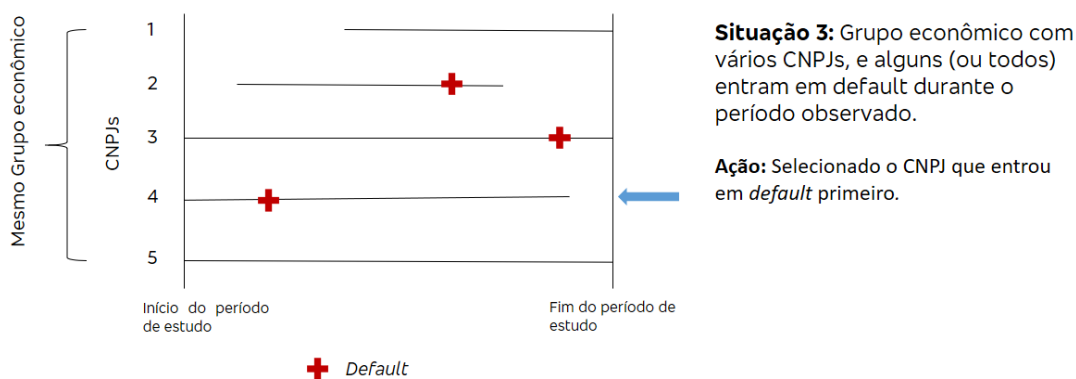 Mesmo Grupo econômico
CNPJs
1
2
3
4
5
Início do período
de estudo
Fim do período de
estudo
Default
Situação 3: Grupo econômico com
vários CNPJs, e alguns (ou todos)
entram em default durante o
período observado.
Ação: Selecionado o CNPJ que entrou
em default primeiro.